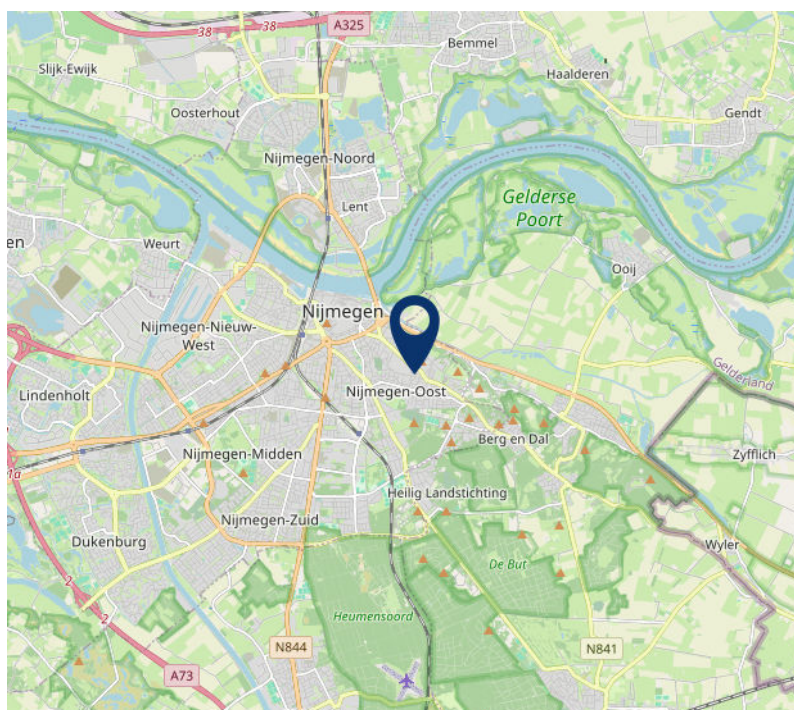 38
38
A325
Bemmel
Slijk-Ewijk
Haalderen
Oosterhout
Gendt
Nijmegen-Noord
Gelderse
Poort
Lent
en
Weurt
Ooij
Nijmegen
Nijmegen-Nieuw-
West
Gelderland
Lindenholt
Nijmegen-Oost
Berg en Dal
Nijmegen-Midden
Zyfflich
1a
Heilig Landstichting
Nijmegen-Zuid
Dukenburg
Wyler
De But
2
Heumensoord
2
N844
N841
A73